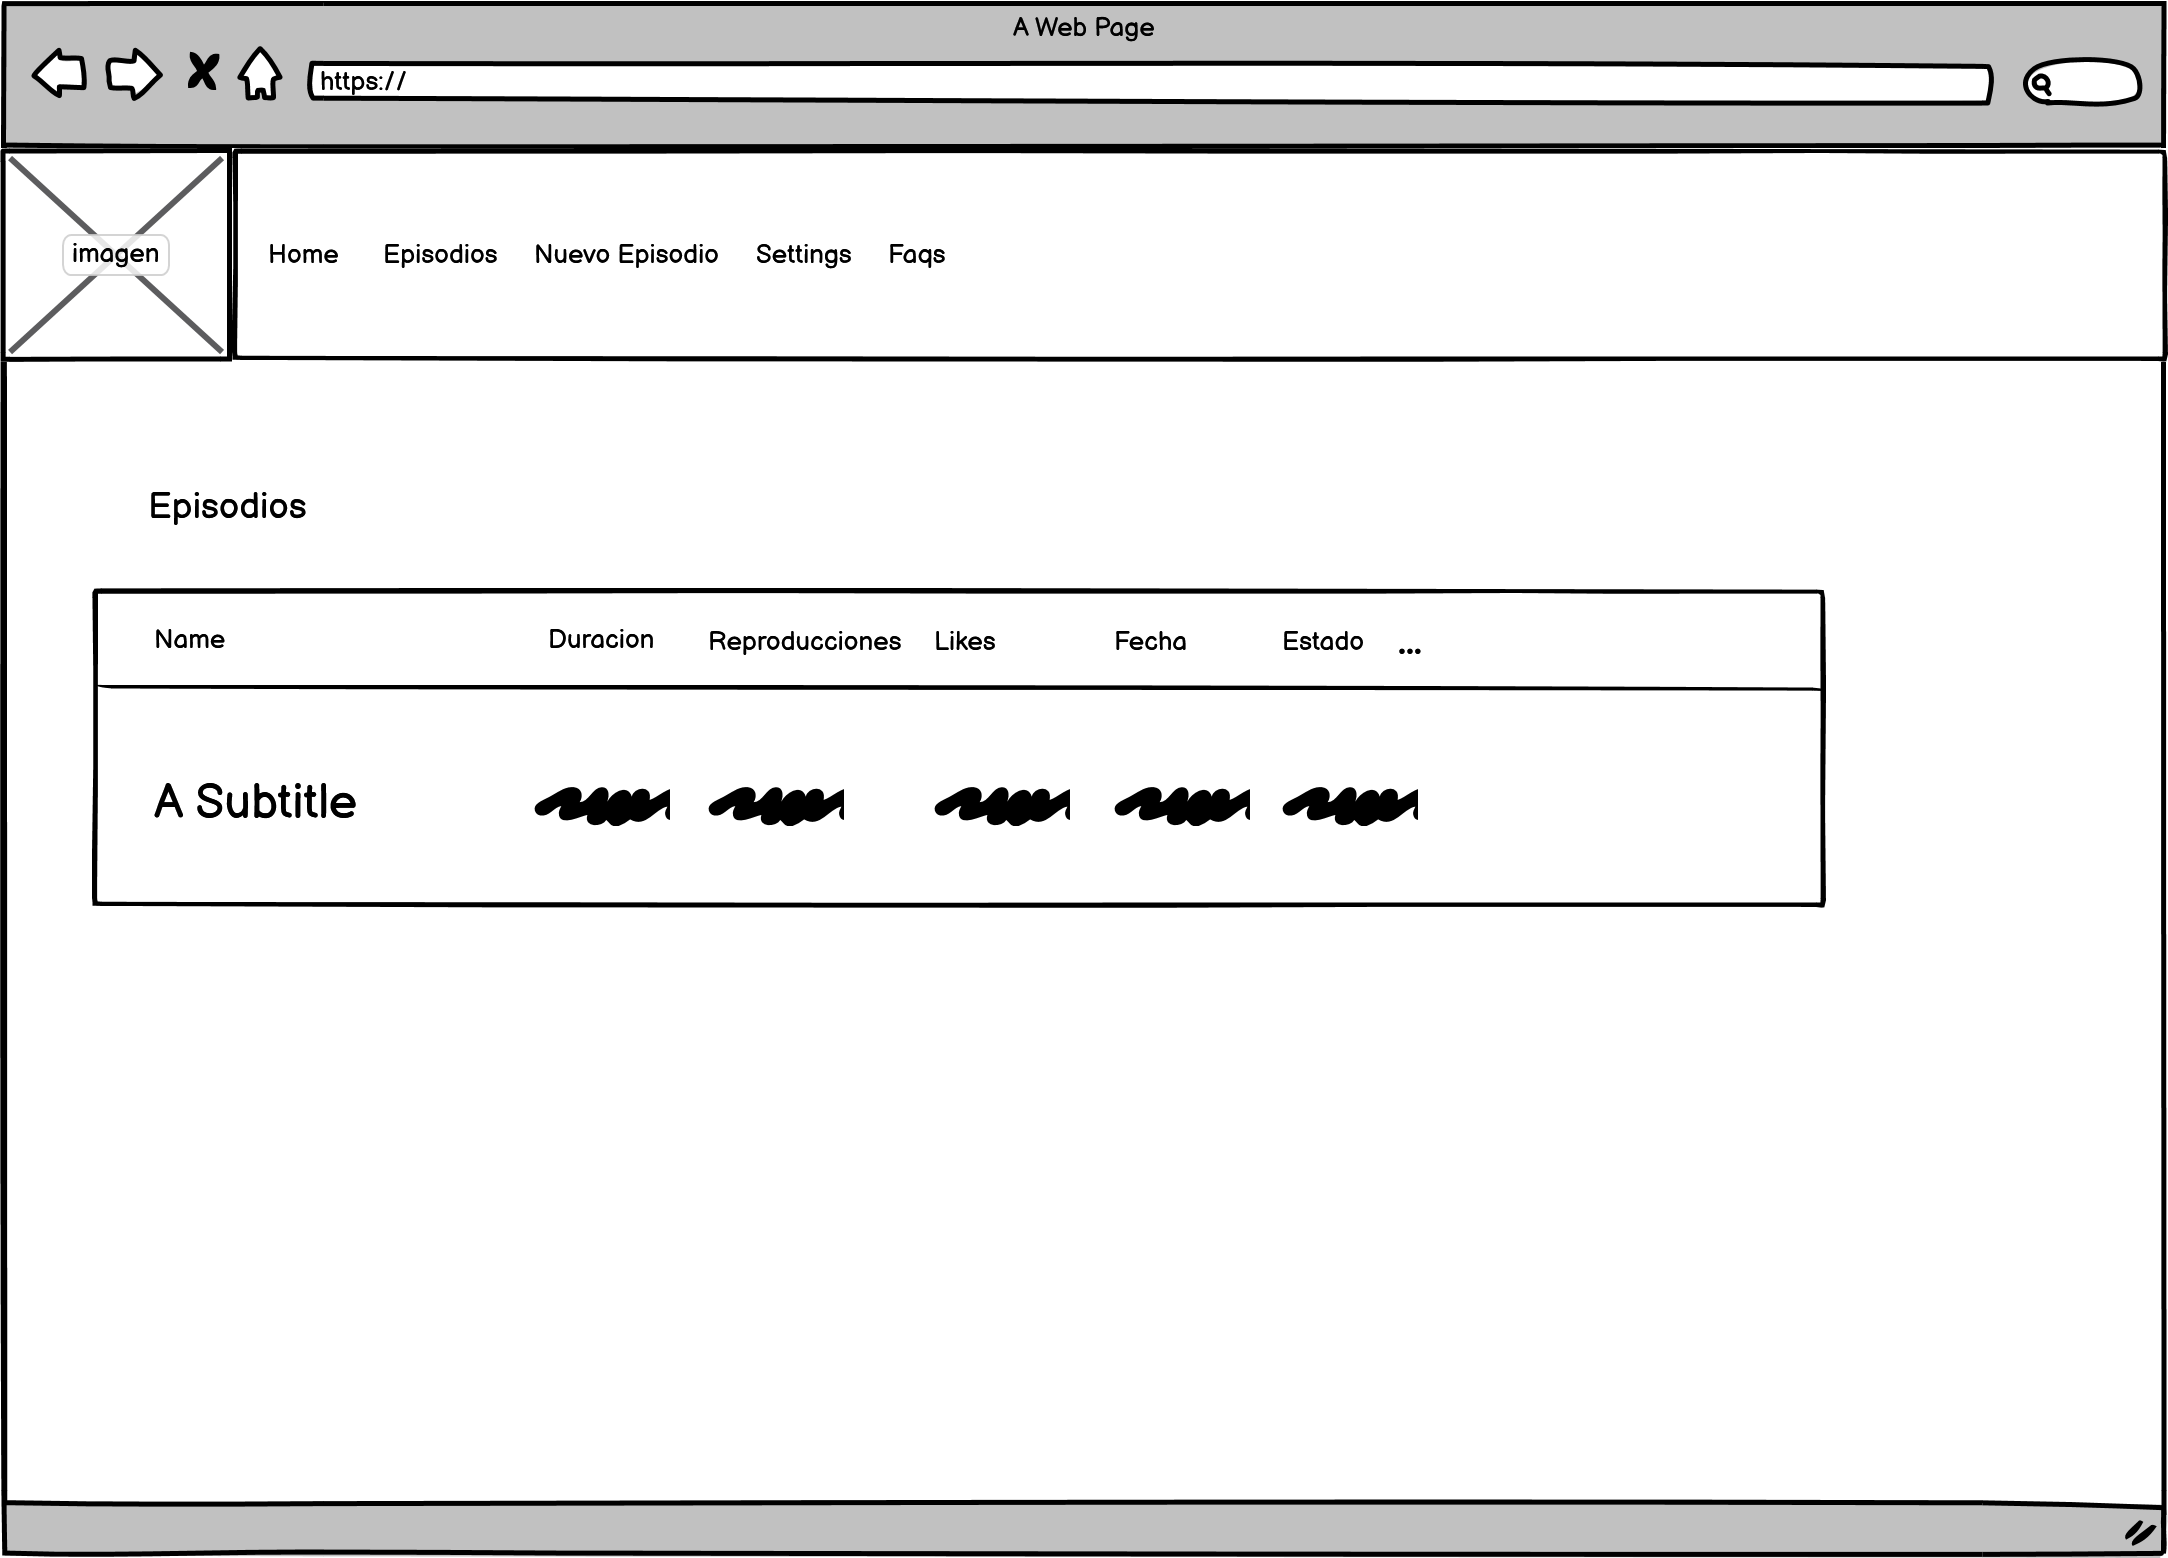 A Web Page
https://
imagen
Home Episodios Nuevo Episodio Settings Faqs
Episodios
Name Duracion Reproducciones Likes Fecha Estado ...
A Subtitle